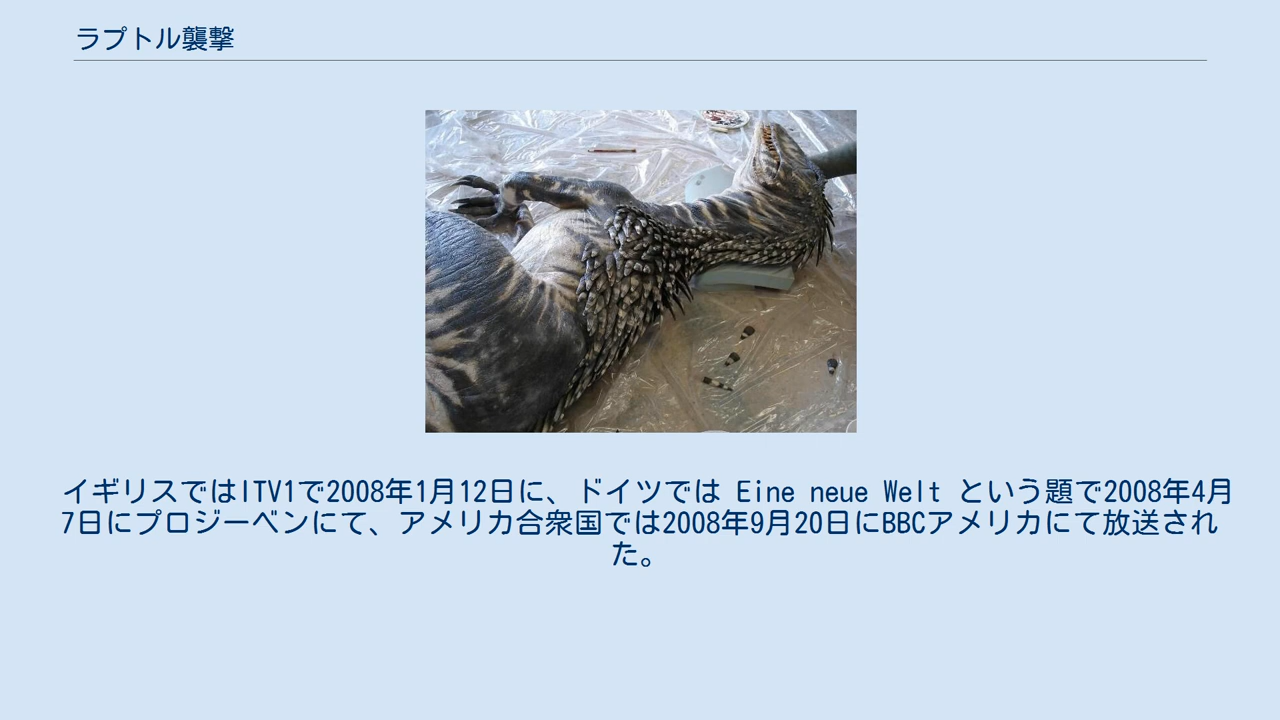 ラプトル襲撃
イギリスではITV1で2008年1月12日に、ドイツでは Eine neue Welt という題で2008年4月
7日にプロジーベンにて、アメリカ合衆国では2008年9月20日にBBCアメリカにて放送され
た。